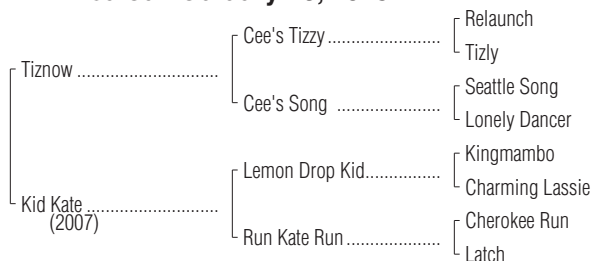 Relaunch
Cee's Tizzy ........................
Tizly
Tiznow ..............................
Seattle Song
Cee's Song ......................
Lonely Dancer
Kingmambo
Lemon Drop Kid................
Charming Lassie
Kid Kate ............................
(2007)
Cherokee Run
Run Kate Run ....................
Latch